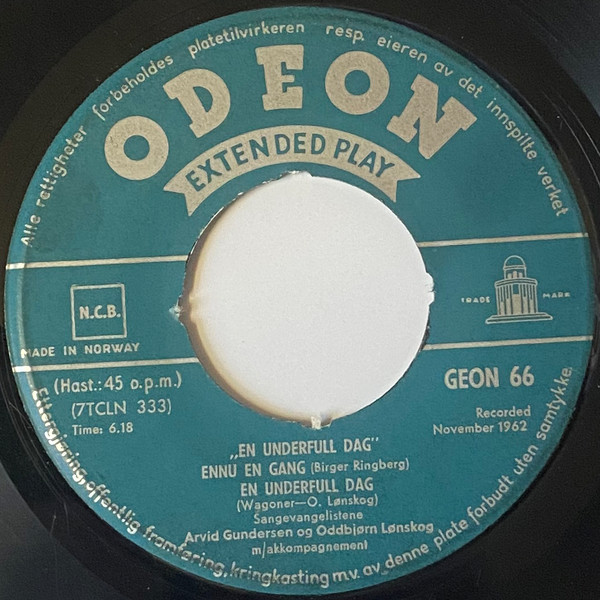 Alle rettigheter forbeholdes platetilvirkeren resp. eieren av det innspilte verket
ODEON
EXTENDED PLAY
N.C.B.
TRADE MARK
MADE IN NORWAY
(Hast.: 45 o.p.m.)
GEON 66
(7TCLN 333)
Recorded
Time: 6.18
November 1962
„EN UNDERFULL DAG"
ENNU EN GANG (Birger Ringberg)
EN UNDERFULL DAG
(Wagoner—O. Lønskog)
Sangevangelistene
Arvid Gundersen og Oddbjørn Lønskog
m/akkompagnement
Ettergjøring, offentlig fremføring, kringkasting m.v. av denne plate forbudt uten samtykke.